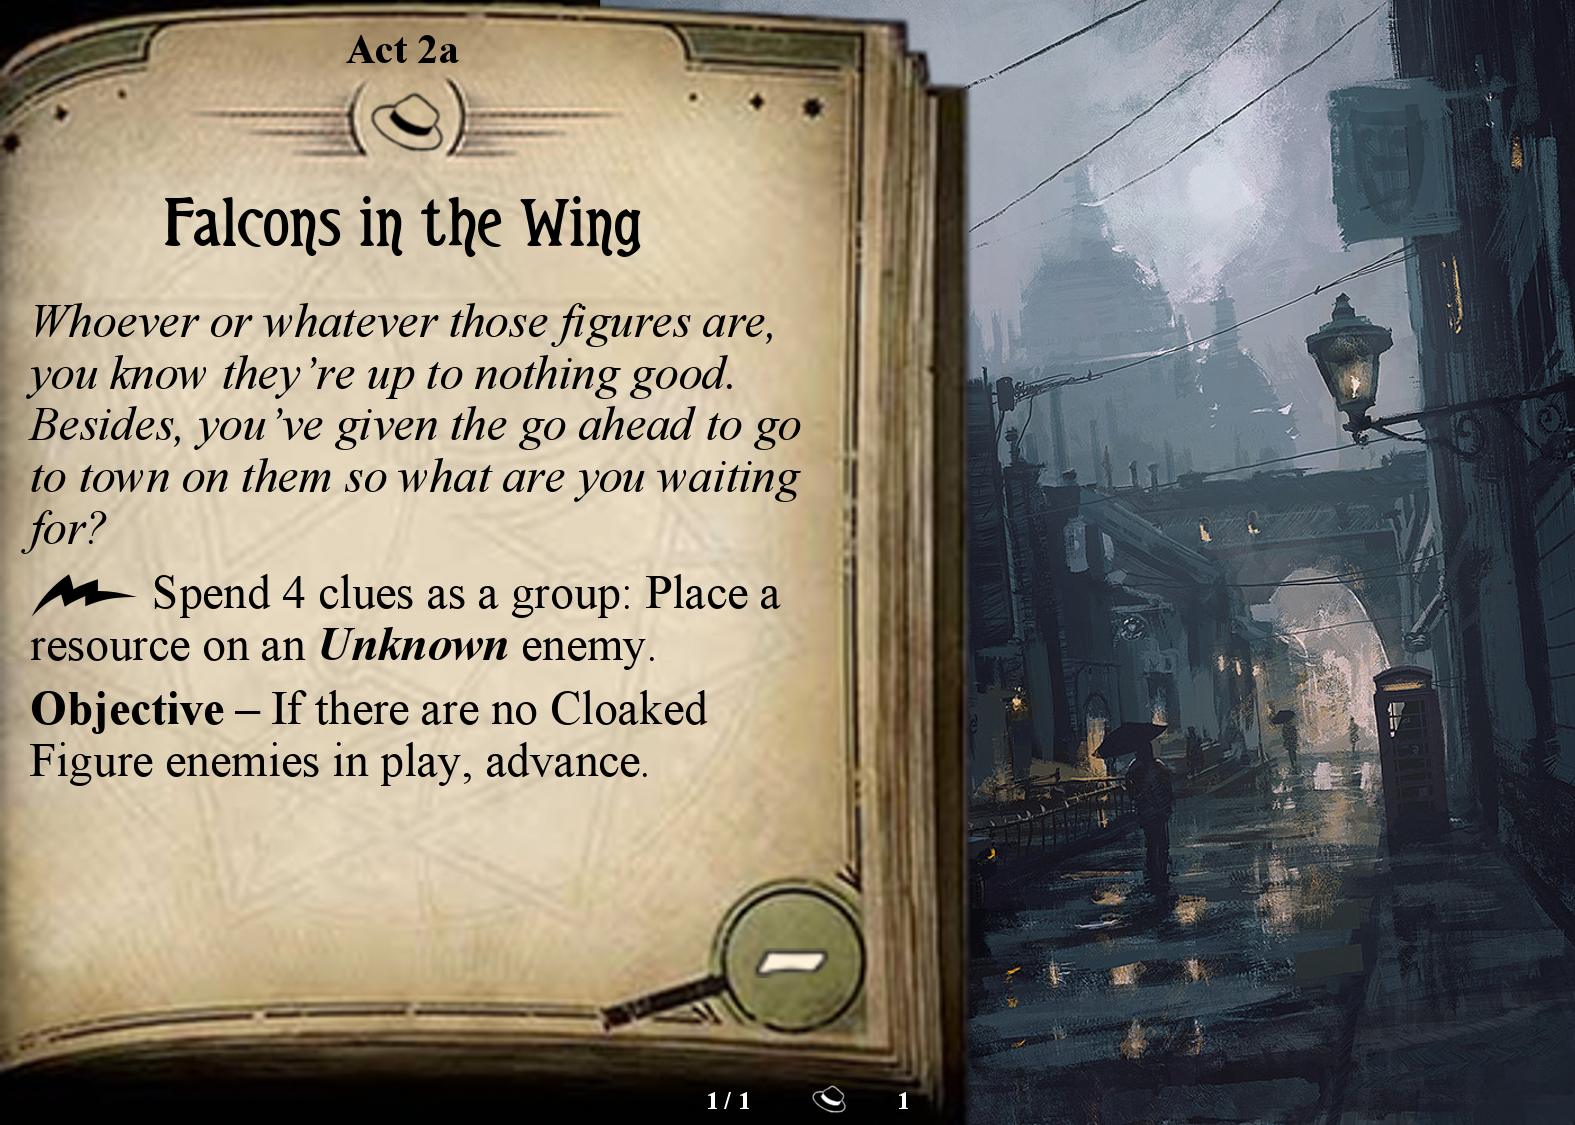 Act 2a
Falcons in the Wing
Whoever or whatever those figures are,
you know they’re up to nothing good.
Besides, you’ve given the go ahead to go
to town on them so what are you waiting
for?
Spend 4 clues as a group: Place a
resource on an Unknown enemy.
Objective – If there are no Cloaked
Figure enemies in play, advance.
–
1 / 1 1